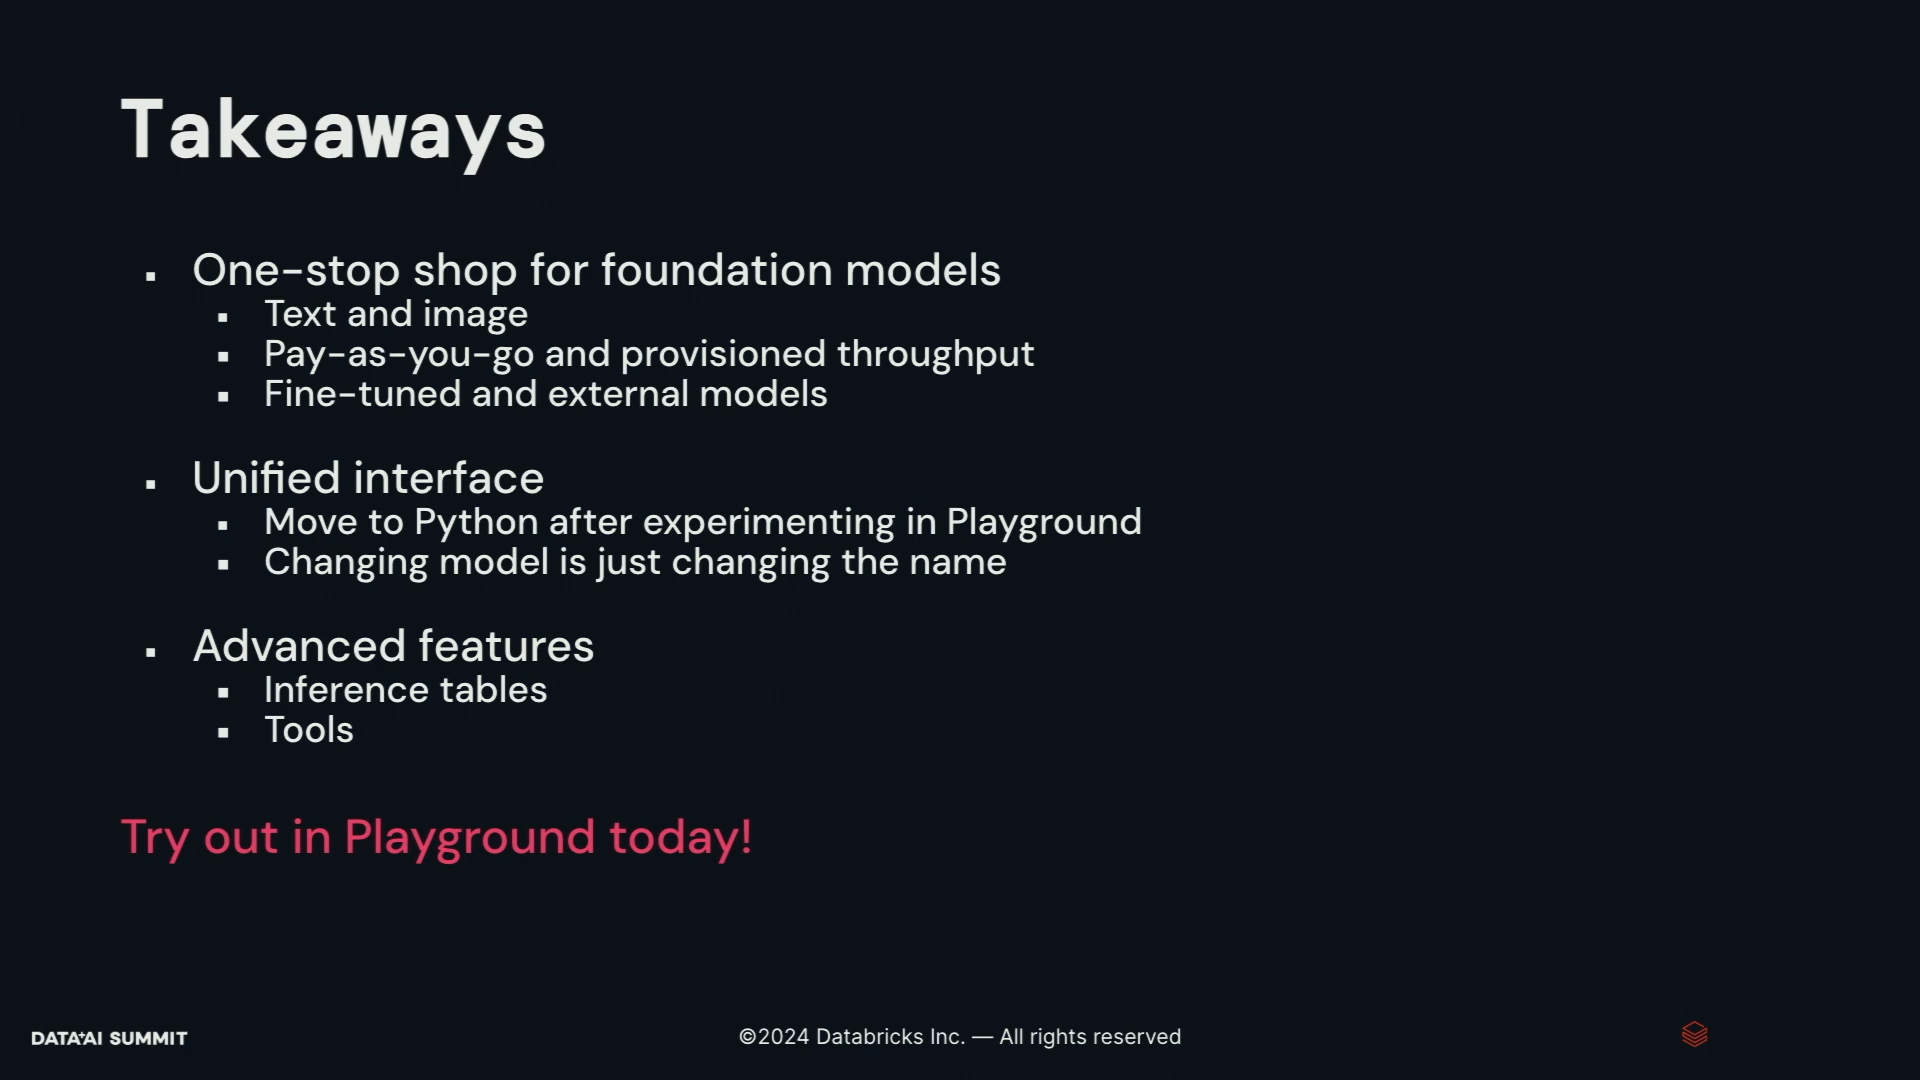 Takeaways
▪ One-stop shop for foundation models
▪ Text and image
▪ Pay-as-you-go and provisioned throughput
▪ Fine-tuned and external models
▪ Unified interface
▪ Move to Python after experimenting in Playground
▪ Changing model is just changing the name
▪ Advanced features
▪ Inference tables
▪ Tools
Try out in Playground today!
DATA+AI SUMMIT
©2024 Databricks Inc. — All rights reserved